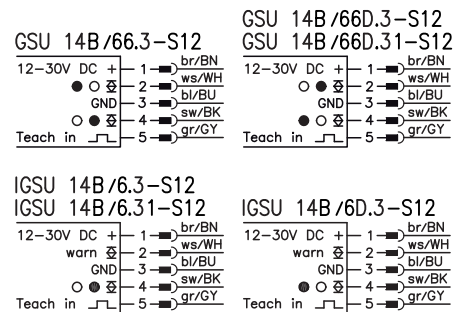 GSU 14B/66.3-S12
12-30V DC + 1 br/BN
2 ws/WH
GND 3 bl/BU
4 sw/BK
Teach in 5 gr/GY
GSU 14B/66D.3-S12
GSU 14B/66D.31-S12
12-30V DC + 1 br/BN
2 ws/WH
GND 3 bl/BU
4 sw/BK
Teach in 5 gr/GY
IGSU 14B/6.3-S12
IGSU 14B/6.31-S12
12-30V DC + 1 br/BN
warn 2 ws/WH
GND 3 bl/BU
4 sw/BK
Teach in 5 gr/GY
IGSU 14B/6D.3-S12
12-30V DC + 1 br/BN
warn 2 ws/WH
GND 3 bl/BU
4 sw/BK
Teach in 5 gr/GY